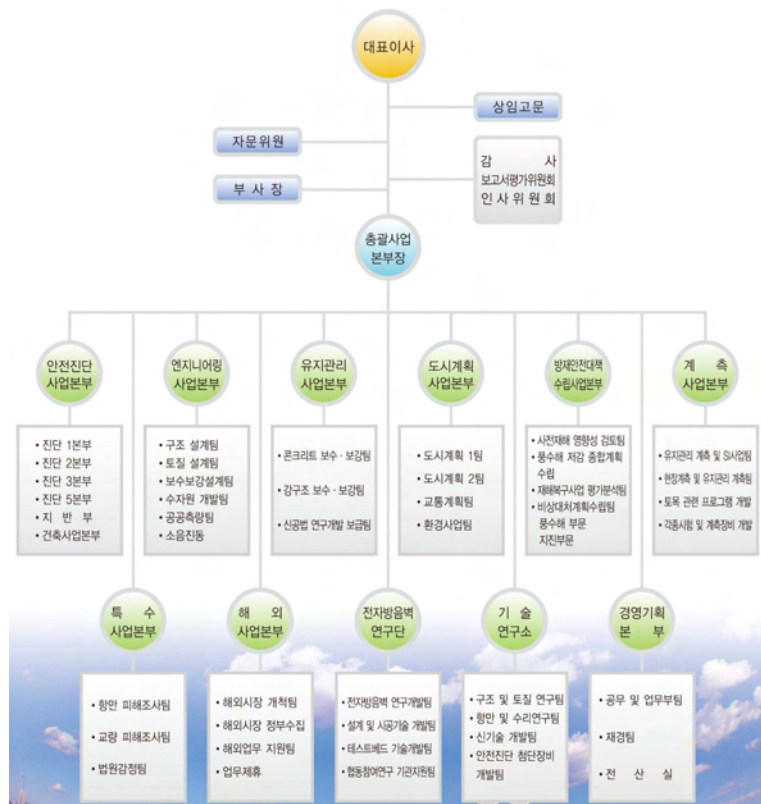 대표이사
상임고문
자문위원
감 사
보고서평가위원회
인사위원회
부 사 장
총괄사업
본부장
안전진단
사업본부
• 진단 1본부
• 진단 2본부
• 진단 3본부
• 진단 5본부
• 지 반 부
• 건축사업본부
엔지니어링
사업본부
• 구조 설계팀
• 토질 설계팀
• 보수보강설계팀
• 수자원 개발팀
• 공공측량팀
• 소음진동
유지관리
사업본부
• 콘크리트 보수 · 보강팀
• 강구조 보수 · 보강팀
• 신공법 연구개발 보급팀
도시계획
사업본부
• 도시계획 1팀
• 도시계획 2팀
• 교통계획팀
• 환경사업팀
방재안전대책
수립사업본부
• 사전재해 영향성 검토팀
• 풍수해 저감 종합계획
수립
• 재해복구사업 평가분석팀
• 비상대처계획수립팀
풍수해 부문
지진부문
계 측
사업본부
• 유지관리 계측 및 SI사업팀
• 현장계측 및 유지관리 계측팀
• 토목 관련 프로그램 개발
• 각종시험 및 계측장비 개발
특 수
사업본부
• 항만 피해조사팀
• 교량 피해조사팀
• 법원감정팀
해 외
사업본부
• 해외시장 개척팀
• 해외시장 정부수집
• 해외업무 지원팀
• 업무제휴
전자방음벽
연구단
• 전자방음벽 연구개발팀
• 설계 및 시공기술 개발팀
• 테스트베드 기술개발팀
• 협동참여연구 기관지원팀
기 술
연구소
• 구조 및 토질 연구팀
• 항만 및 수리연구팀
• 신기술 개발팀
• 안전진단 첨단장비
개발팀
경영기획
본 부
• 공무 및 업무부팀
• 재경팀
• 전 산 실